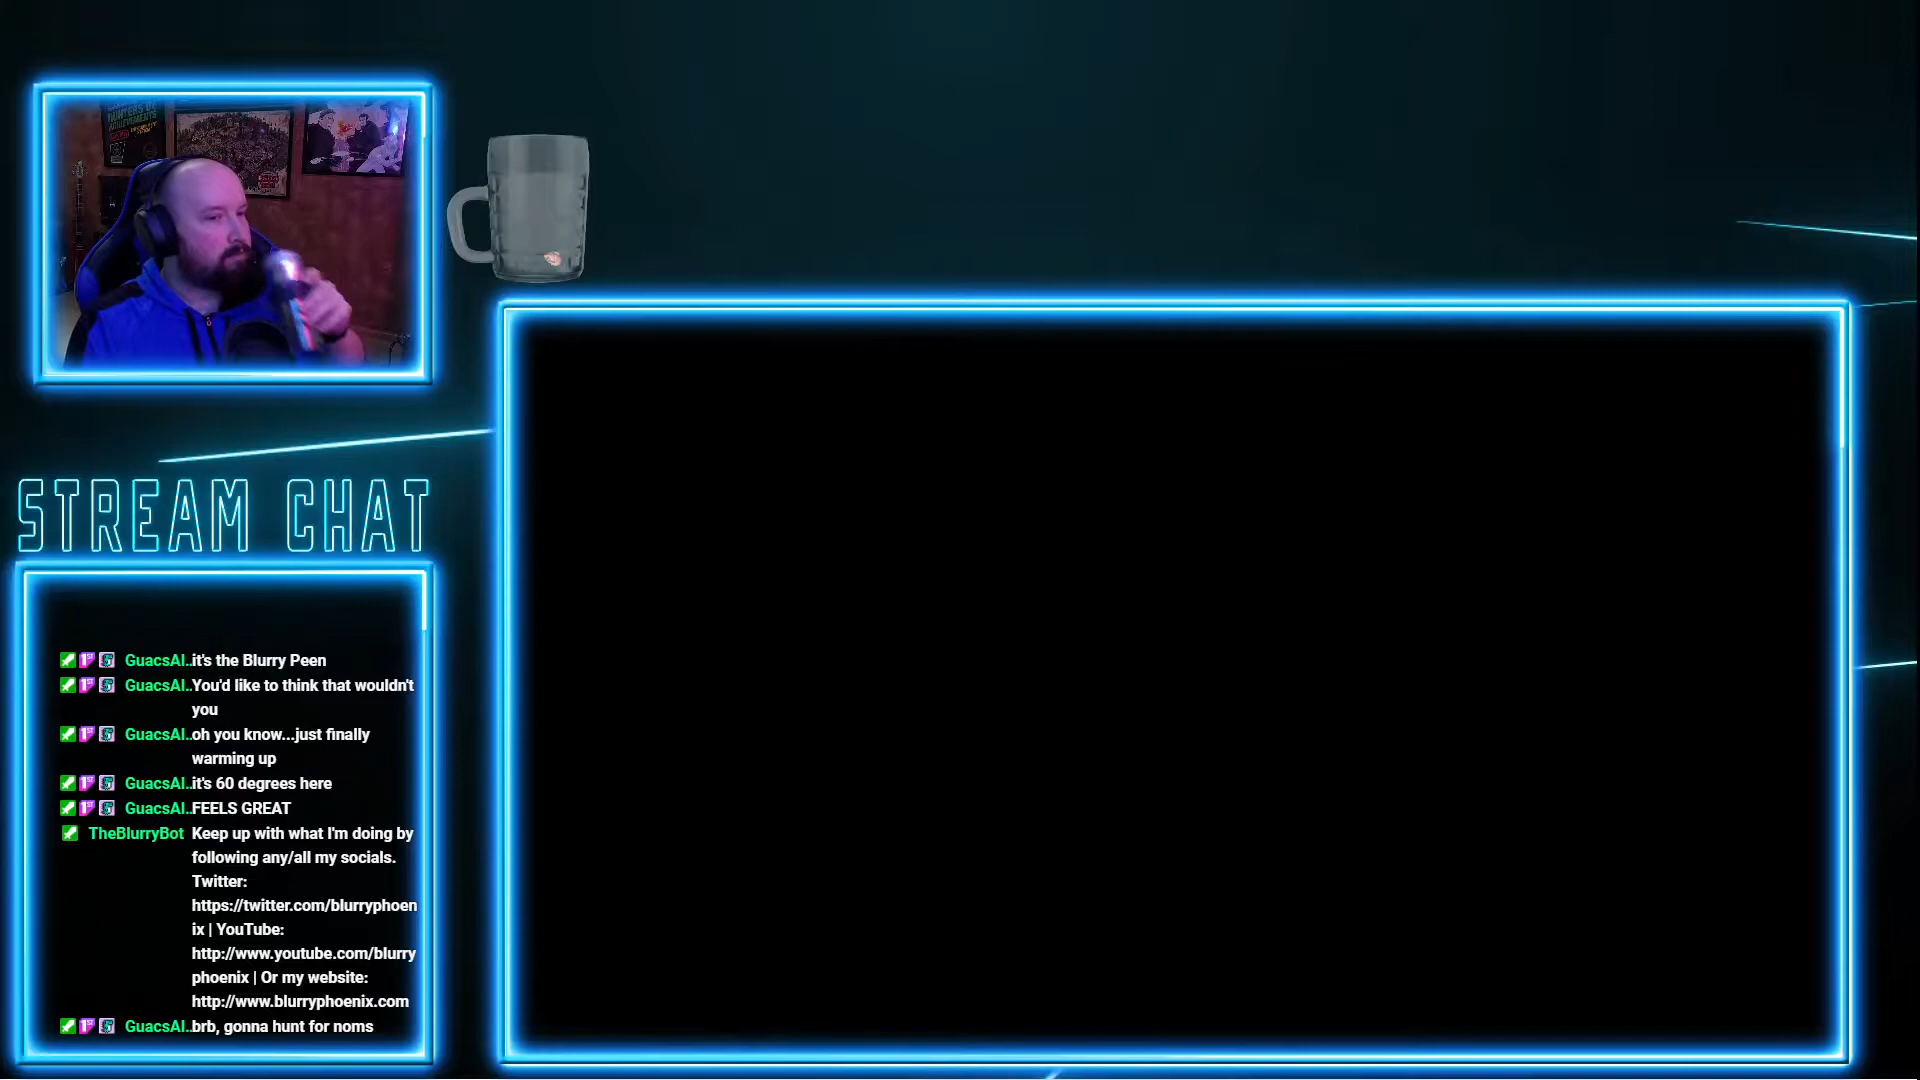 HUNTERS OF
ACHIEVEMENTS
STREAM CHAT
GuacsAl..it's the Blurry Peen
GuacsAl..You'd like to think that wouldn't
you
GuacsAl..oh you know...just finally
warming up
GuacsAl..it's 60 degrees here
GuacsAl..FEELS GREAT
TheBlurryBot Keep up with what I'm doing by
following any/all my socials.
Twitter:
https://twitter.com/blurryphoen
ix | YouTube:
http://www.youtube.com/blurry
phoenix | Or my website:
http://www.blurryphoenix.com
GuacsAl..brb, gonna hunt for noms